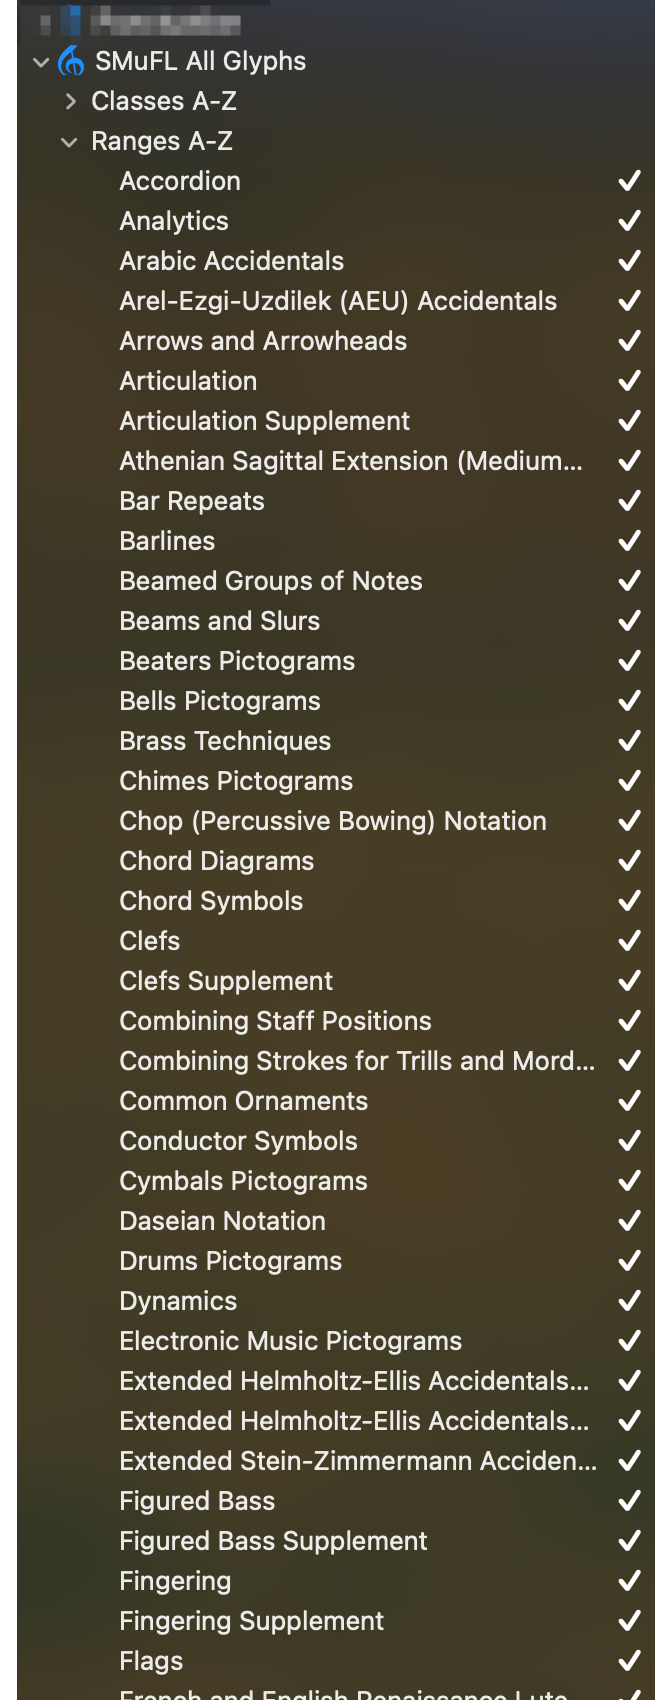 SMuFL All Glyphs
Classes A-Z
Ranges A-Z
Accordion
Analytics
Arabic Accidentals
Arel-Ezgi-Uzdilek (AEU) Accidentals
Arrows and Arrowheads
Articulation
Articulation Supplement
Athenian Sagittal Extension (Medium...
Bar Repeats
Barlines
Beamed Groups of Notes
Beams and Slurs
Beaters Pictograms
Bells Pictograms
Brass Techniques
Chimes Pictograms
Chop (Percussive Bowing) Notation
Chord Diagrams
Chord Symbols
Clefs
Clefs Supplement
Combining Staff Positions
Combining Strokes for Trills and Mord...
Common Ornaments
Conductor Symbols
Cymbals Pictograms
Daseian Notation
Drums Pictograms
Dynamics
Electronic Music Pictograms
Extended Helmholtz-Ellis Accidentals...
Extended Helmholtz-Ellis Accidentals...
Extended Stein-Zimmermann Acciden...
Figured Bass
Figured Bass Supplement
Fingering
Fingering Supplement
Flags
French and English Renaissance Lute